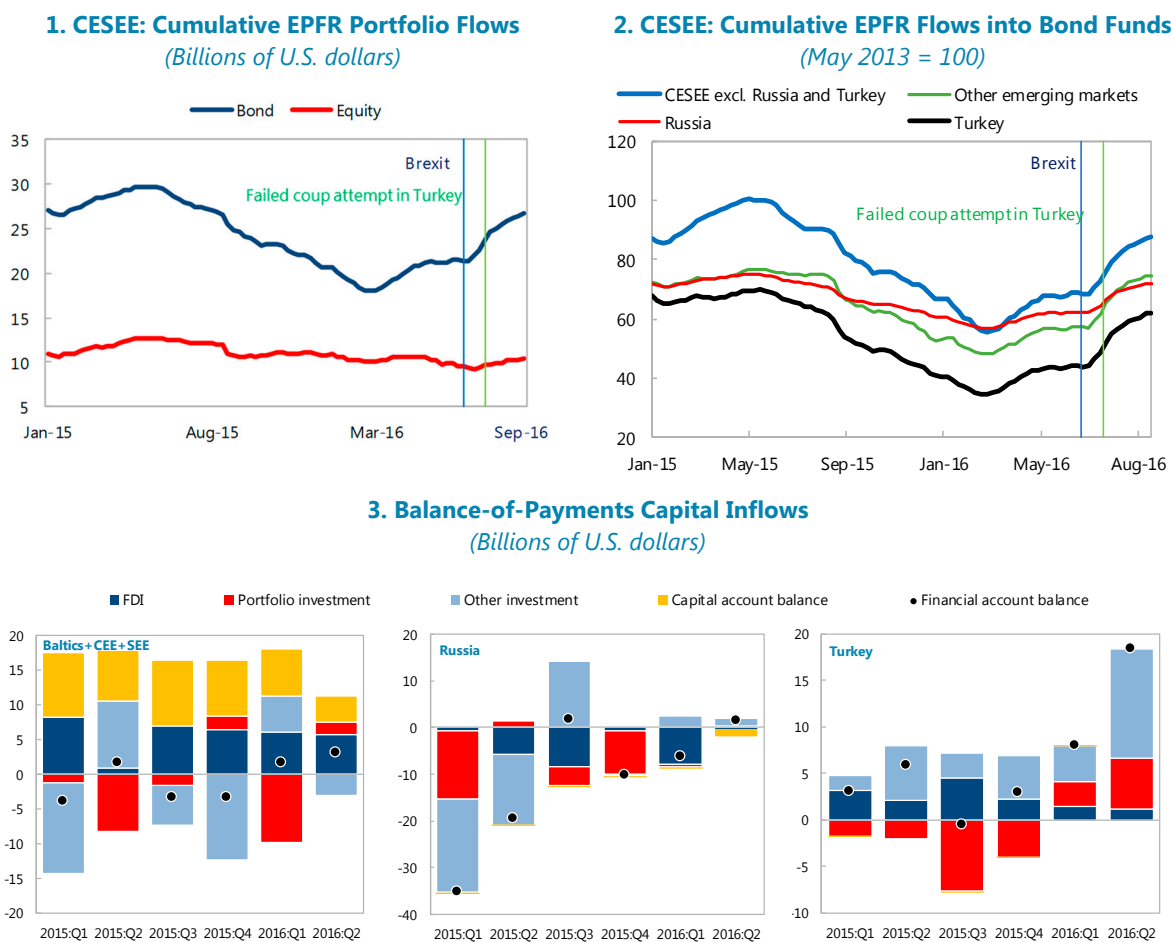 1. CESEE: Cumulative EPFR Portfolio Flows
(Billions of U.S. dollars)
Bond Equity
35
30
25
20
15
10
5
Brexit
Failed coup attempt in Turkey
Jan-15 Aug-15 Mar-16 Sep-16
2. CESEE: Cumulative EPFR Flows into Bond Funds
(May 2013 = 100)
CESEE excl. Russia and Turkey Other emerging markets
Russia Turkey
120
100
80
60
40
20
Brexit
Failed coup attempt in Turkey
Jan-15 May-15 Sep-15 Jan-16 May-16 Aug-16
3. Balance-of-Payments Capital Inflows
(Billions of U.S. dollars)
FDI Portfolio investment Other investment Capital account balance Financial account balance
20
15
10
5
0
-5
-10
-15
-20
Baltics+CEE+SEE
2015:Q1 2015:Q2 2015:Q3 2015:Q4 2016:Q1 2016:Q2
20
10
0
-10
-20
-30
-40
Russia
2015:Q1 2015:Q2 2015:Q3 2015:Q4 2016:Q1 2016:Q2
20
15
10
5
0
-5
-10
Turkey
2015:Q1 2015:Q2 2015:Q3 2015:Q4 2016:Q1 2016:Q2